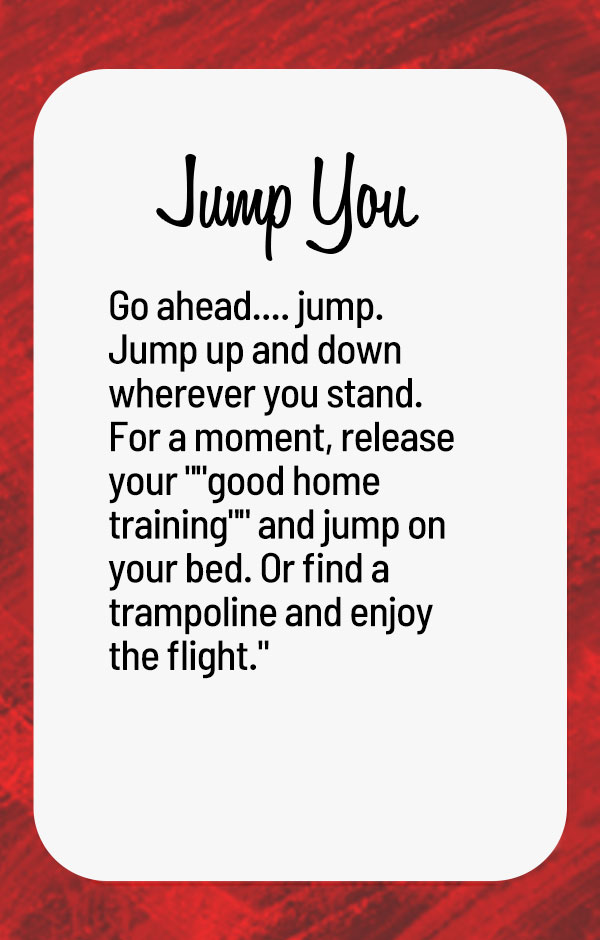 Jump You
Go ahead.... jump.
Jump up and down
wherever you stand.
For a moment, release
your ""good home
training"" and jump on
your bed. Or find a
trampoline and enjoy
the flight."